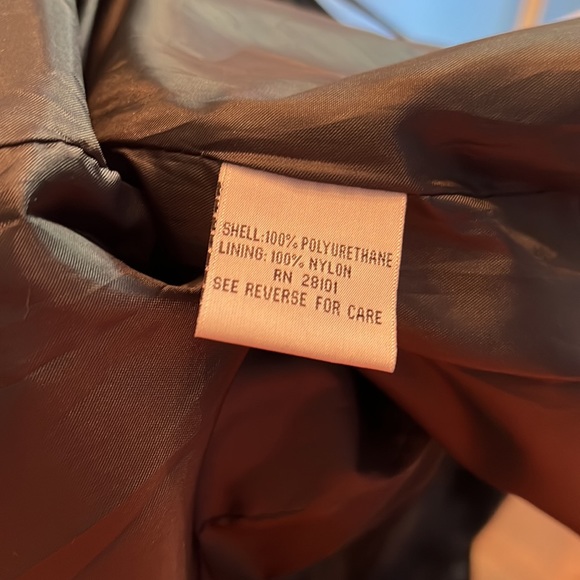 SHELL:100% POLYURETHANE
LINING:100% NYLON
RN 28101
SEE REVERSE FOR CARE